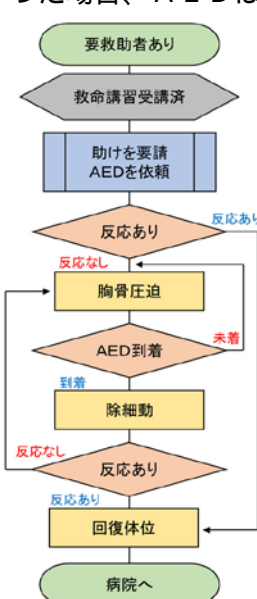 要救助者あり
救命講習受講済
助けを要請
AEDを依頼
反応あり
反応あり
反応なし
胸骨圧迫
AED到着
未着
到着
除細動
反応なし
反応あり
反応あり
回復体位
病院へ